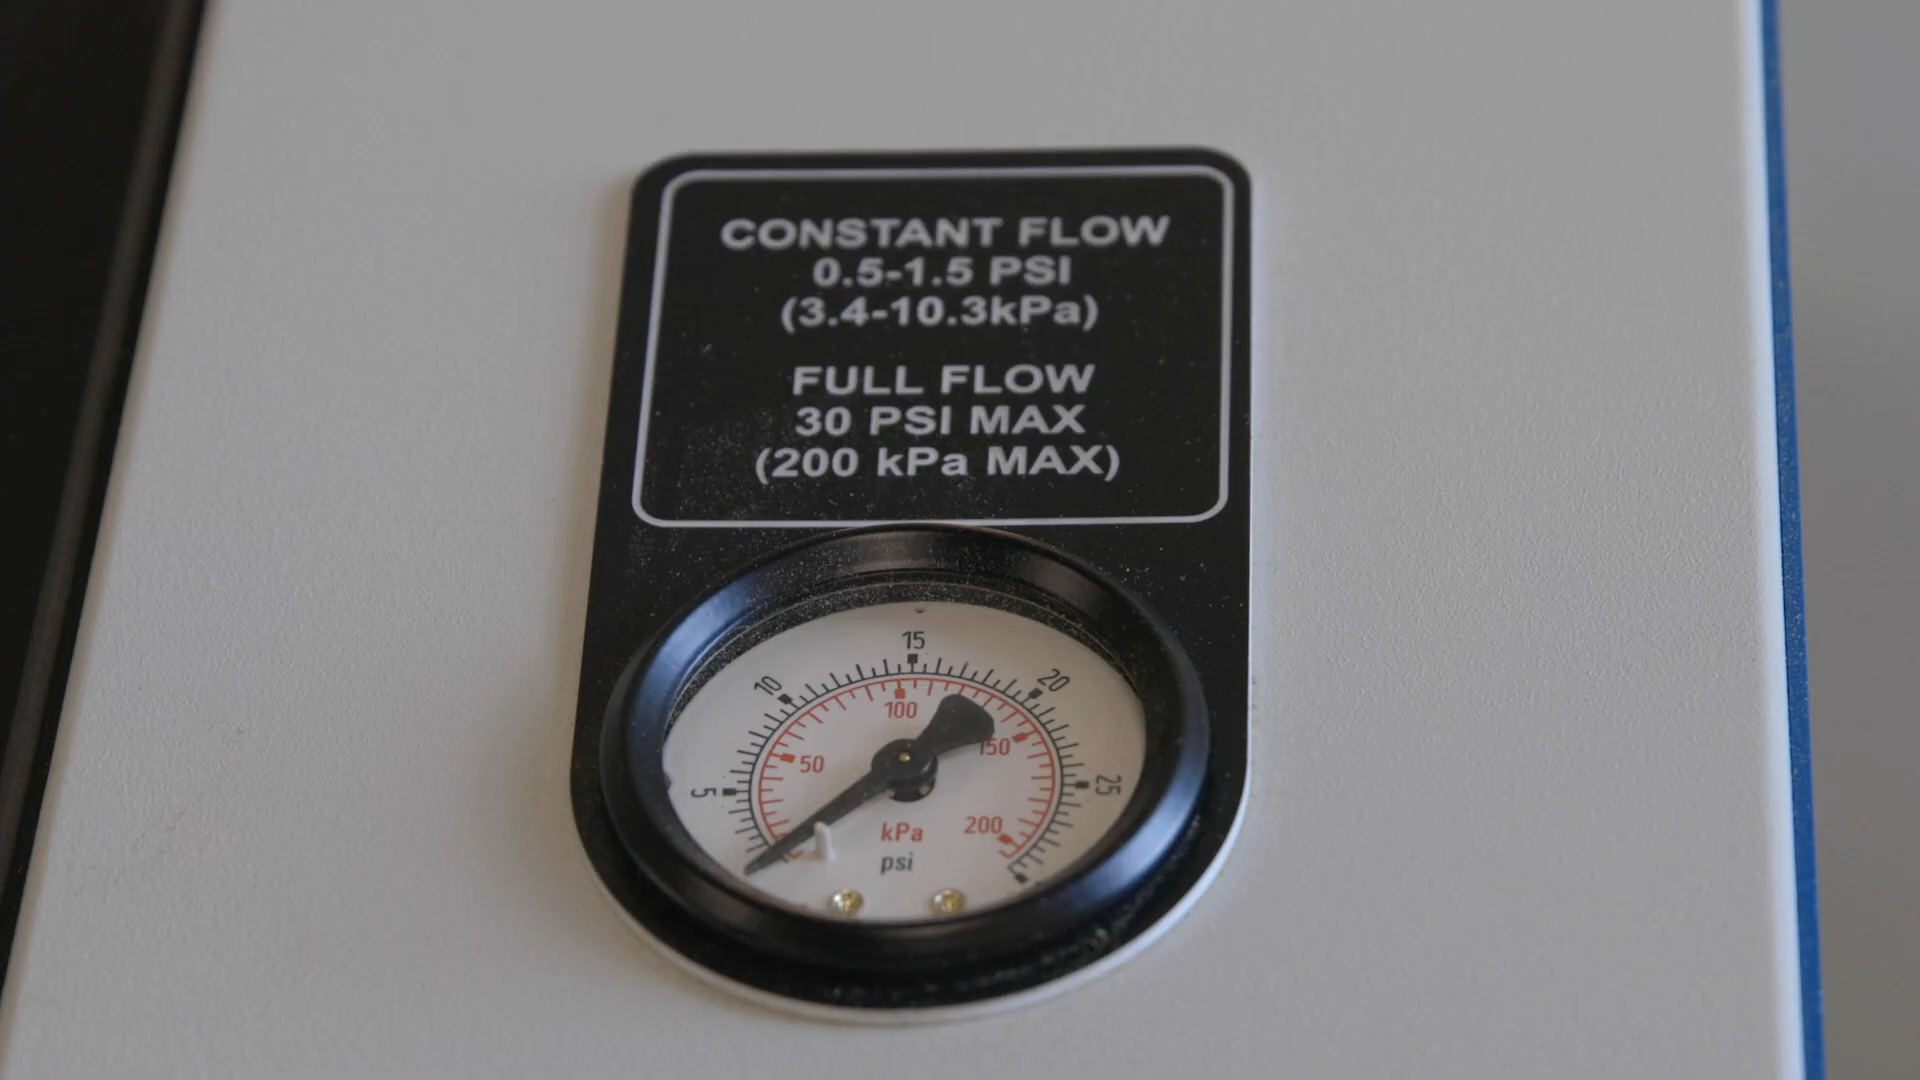 CONSTANT FLOW
0.5-1.5 PSI
(3.4-10.3kPa)
FULL FLOW
30 PSI MAX
(200 kPa MAX)
15
10
20
100
150
50
5
25
kPa
200
psi